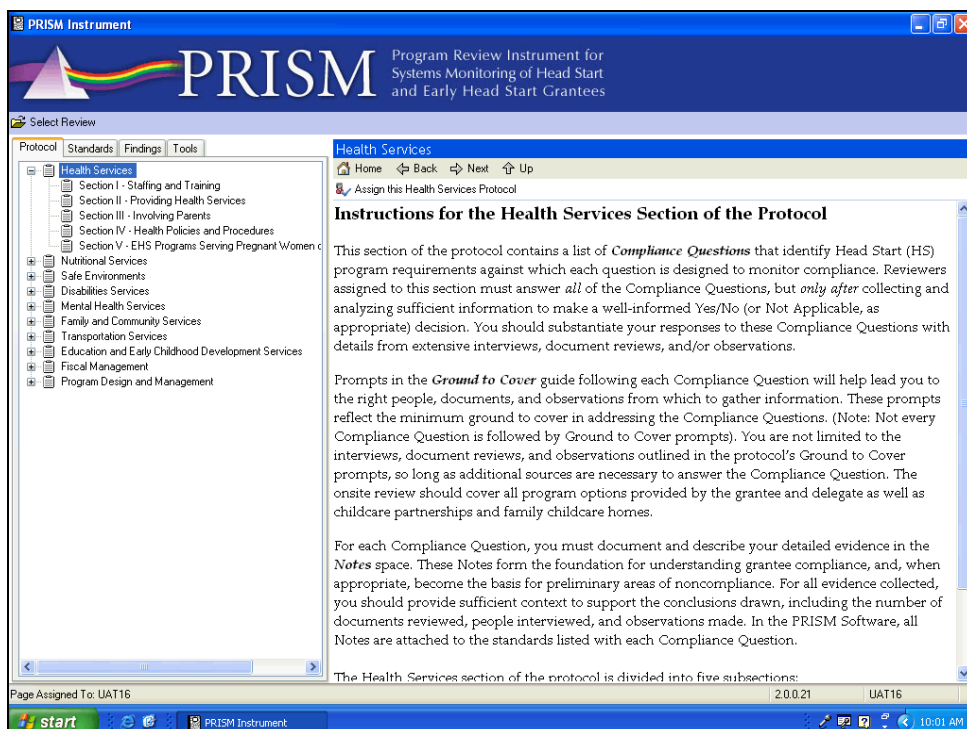 PRISM Instrument
PRISM
Program Review Instrument for
Systems Monitoring of Head Start
and Early Head Start Grantees
Select Review
Protocol Standards Findings Tools
Health Services
Section I - Staffing and Training
Section II - Providing Health Services
Section III - Involving Parents
Section IV - Health Policies and Procedures
Section V - EHS Programs Serving Pregnant Women
Nutritional Services
Safe Environments
Disabilities Services
Mental Health Services
Family and Community Services
Transportation Services
Education and Early Childhood Development Services
Fiscal Management
Program Design and Management
Health Services
Home Back Next Up
Assign this Health Services Protocol
Instructions for the Health Services Section of the Protocol
This section of the protocol contains a list of Compliance Questions that identify Head Start (HS)
program requirements against which each question is designed to monitor compliance. Reviewers
assigned to this section must answer all of the Compliance Questions, but only after collecting and
analyzing sufficient information to make a well-informed Yes/No (or Not Applicable, as
appropriate) decision. You should substantiate your responses to these Compliance Questions with
details from extensive interviews, document reviews, and/or observations.
Prompts in the Ground to Cover guide following each Compliance Question will help lead you to
the right people, documents, and observations from which to gather information. These prompts
reflect the minimum ground to cover in addressing the Compliance Questions. (Note: Not every
Compliance Question is followed by Ground to Cover prompts). You are not limited to the
interviews, document reviews, and observations outlined in the protocol's Ground to Cover
prompts, so long as additional sources are necessary to answer the Compliance Question. The
onsite review should cover all program options provided by the grantee and delegate as well as
childcare partnerships and family childcare homes.
For each Compliance Question, you must document and describe your detailed evidence in the
Notes space. These Notes form the foundation for understanding grantee compliance, and, when
appropriate, become the basis for preliminary areas of noncompliance. For all evidence collected,
you should provide sufficient context to support the conclusions drawn, including the number of
documents reviewed, people interviewed, and observations made. In the PRISM Software, all
Notes are attached to the standards listed with each Compliance Question.
The Health Services section of the protocol is divided into five subsections:
Page Assigned To: UAT16 2.0.0.21 UAT16
start PRISM Instrument 10:01 AM